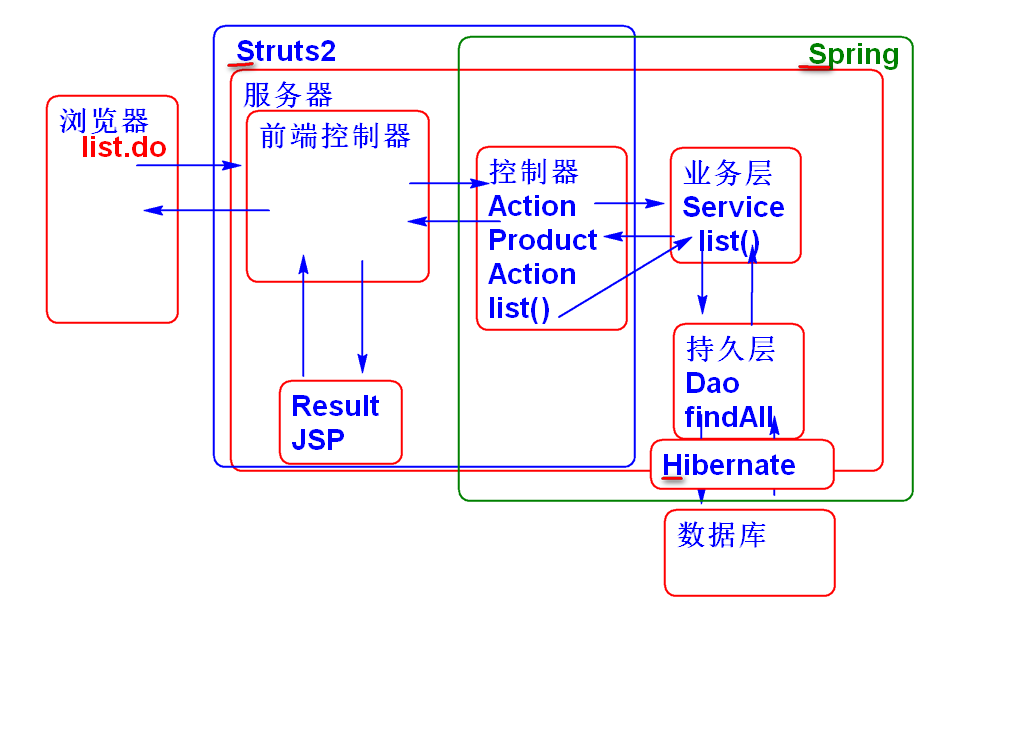 Struts2
Spring
服务器
浏览器
list.do
前端控制器
控制器
Action
Product
Action
list()
业务层
Service
list()
持久层
Dao
findAll
Result
JSP
Hibernate
数据库